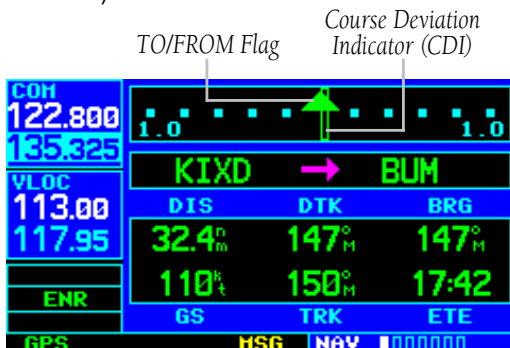 Course Deviation
TO/FROM Flag Indicator (CDI)
COM
122.800
135.325
1.0 1.0
KIXD → BUM
VLOC
113.00
117.95
DIS DTK BRG
32.4nm 147°M 147°M
110kt 150°M 17:42
ENR
GS TRK ETE
GPS MSG NAV